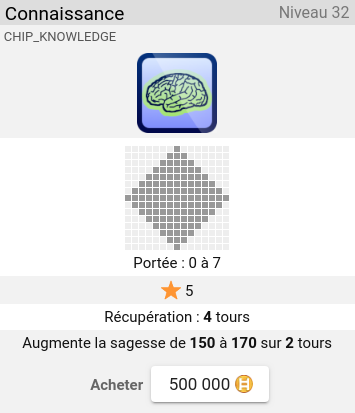 Connaissance
Niveau 32
CHIP_KNOWLEDGE
Portée : 0 à 7
5
Récupération : 4 tours
Augmente la sagesse de 150 à 170 sur 2 tours
Acheter 500 000